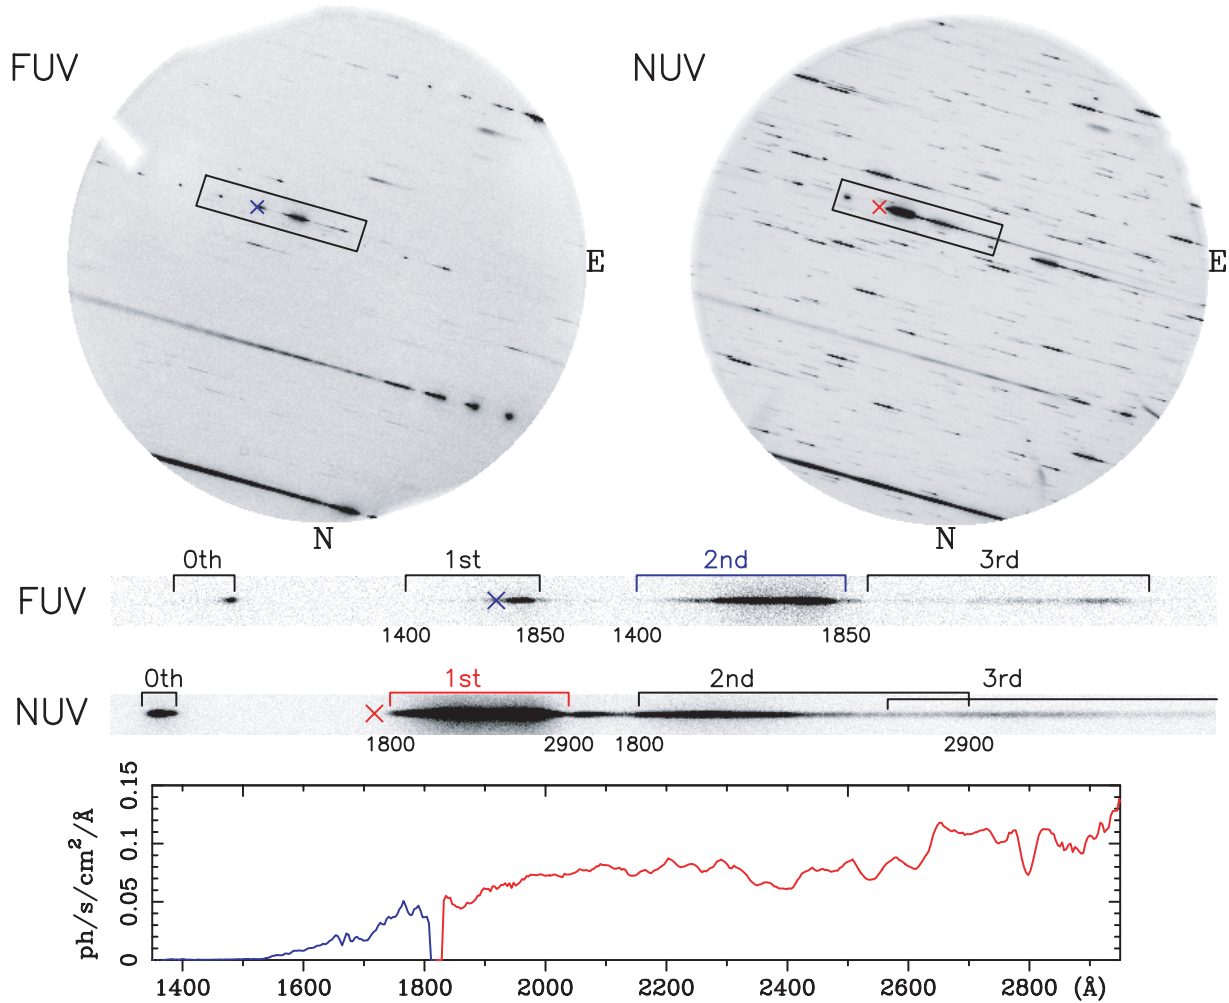 FUV NUV
E E
N N
0th 1st 2nd 3rd
FUV
1400 1850 1400 1850
0th 1st 2nd 3rd
NUV
1800 2900 1800 2900
ph/s/cm²/Å
0 0.05 0.1 0.15
1400 1600 1800 2000 2200 2400 2600 2800 (Å)